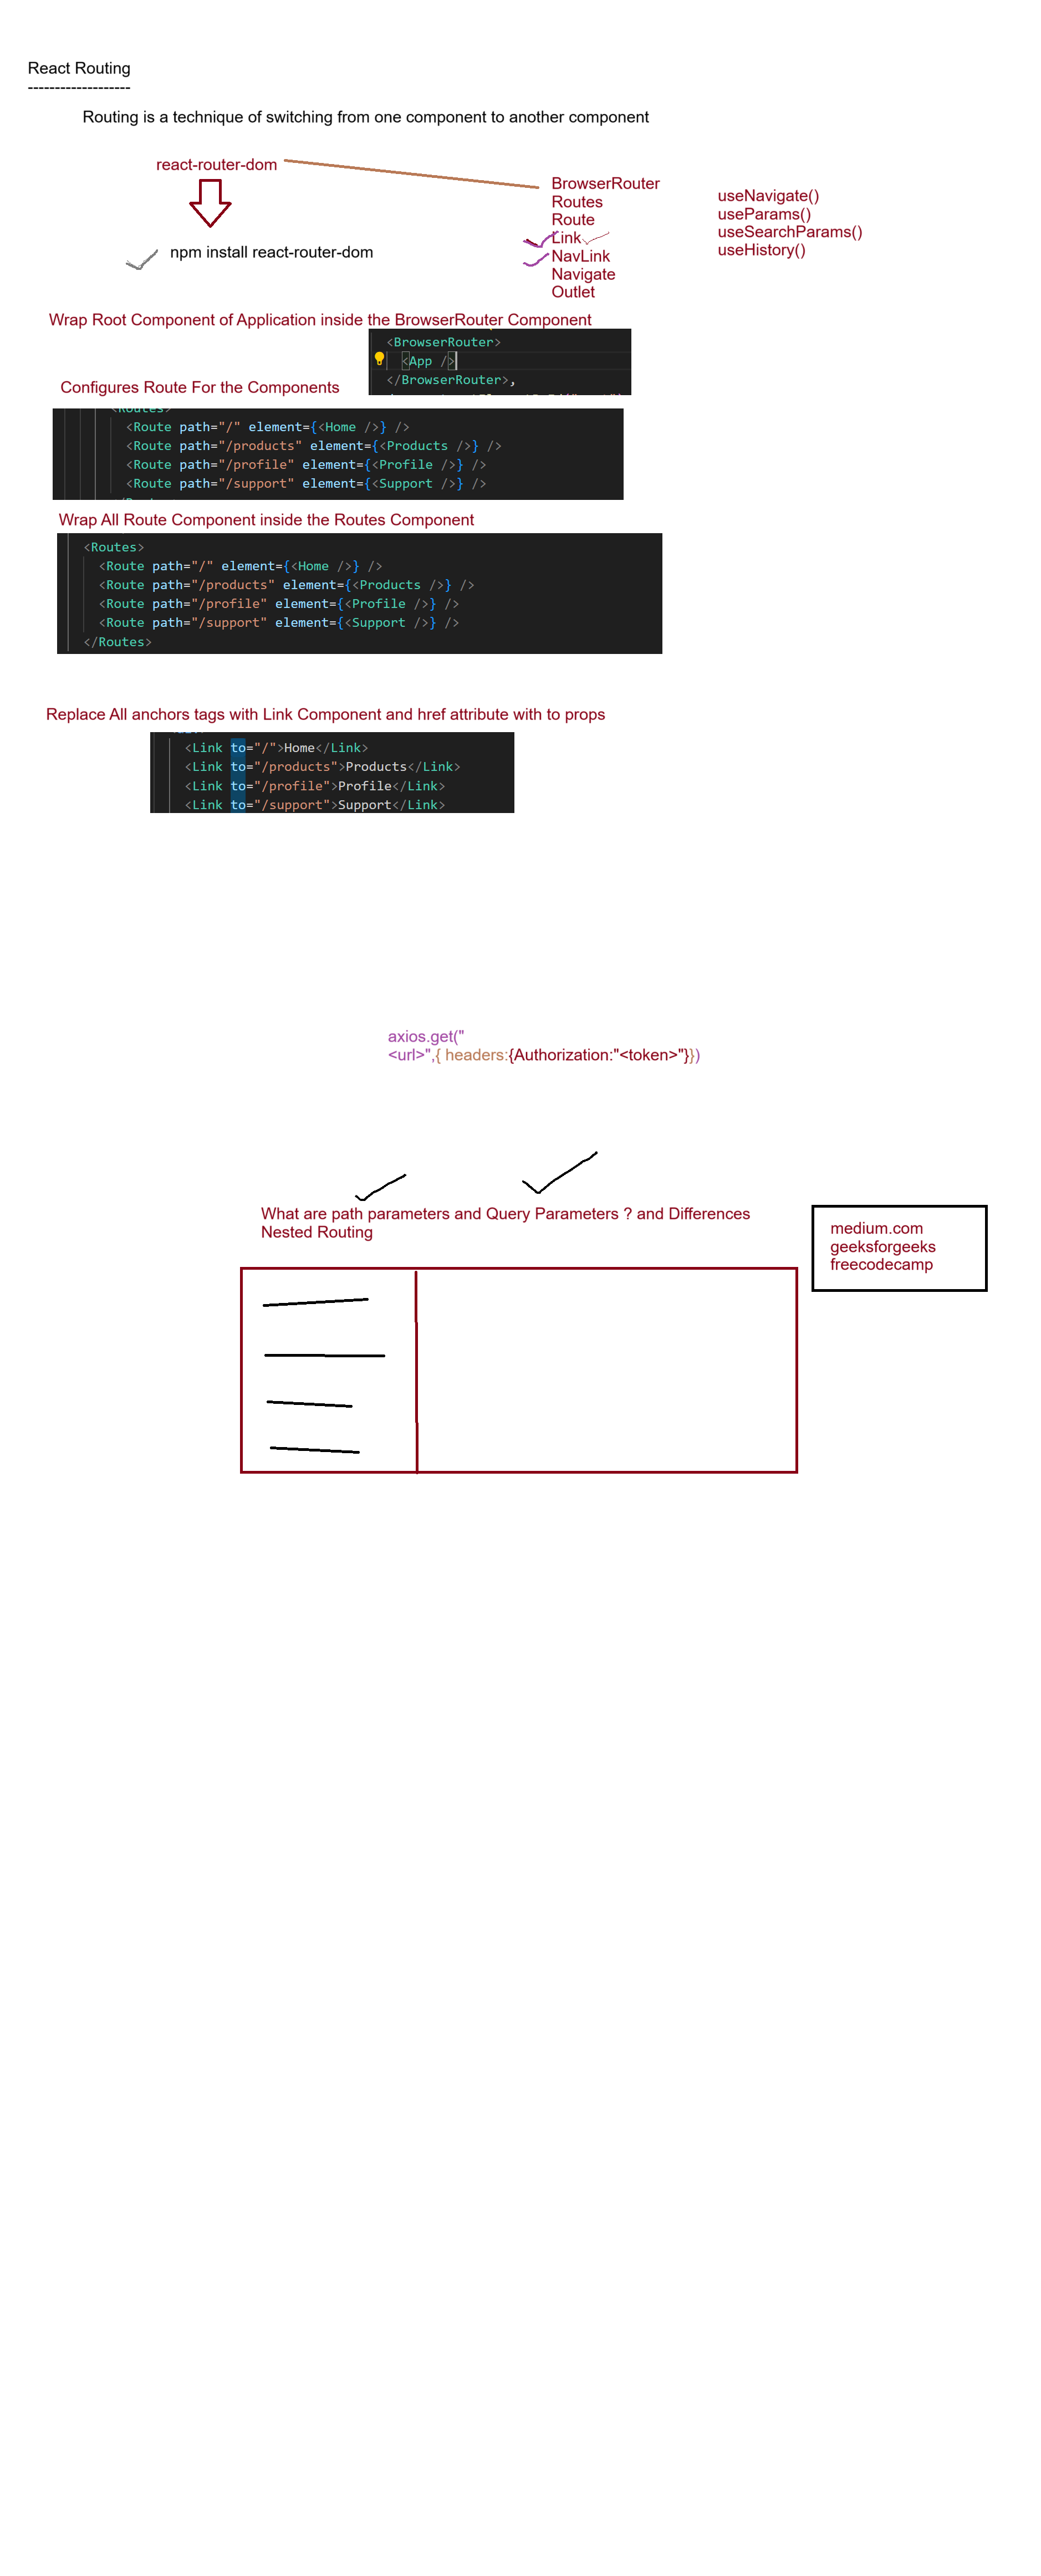 React Routing
-------------------
Routing is a technique of switching from one component to another component
react-router-dom
npm install react-router-dom
BrowserRouter
Routes
Route
Link
NavLink
Navigate
Outlet
useNavigate()
useParams()
useSearchParams()
useHistory()
Wrap Root Component of Application inside the BrowserRouter Component
<BrowserRouter>
<App />
</BrowserRouter>,
Configures Route For the Components
<Routes>
<Route path="/" element={<Home />} />
<Route path="/products" element={<Products />} />
<Route path="/profile" element={<Profile />} />
<Route path="/support" element={<Support />} />
Wrap All Route Component inside the Routes Component
<Routes>
<Route path="/" element={<Home />} />
<Route path="/products" element={<Products />} />
<Route path="/profile" element={<Profile />} />
<Route path="/support" element={<Support />} />
</Routes>
Replace All anchors tags with Link Component and href attribute with to props
<Link to="/">Home</Link>
<Link to="/products">Products</Link>
<Link to="/profile">Profile</Link>
<Link to="/support">Support</Link>
axios.get("
<url>",{ headers:{Authorization:"<token>"}})
What are path parameters and Query Parameters ? and Differences
Nested Routing
medium.com
geeksforgeeks
freecodecamp